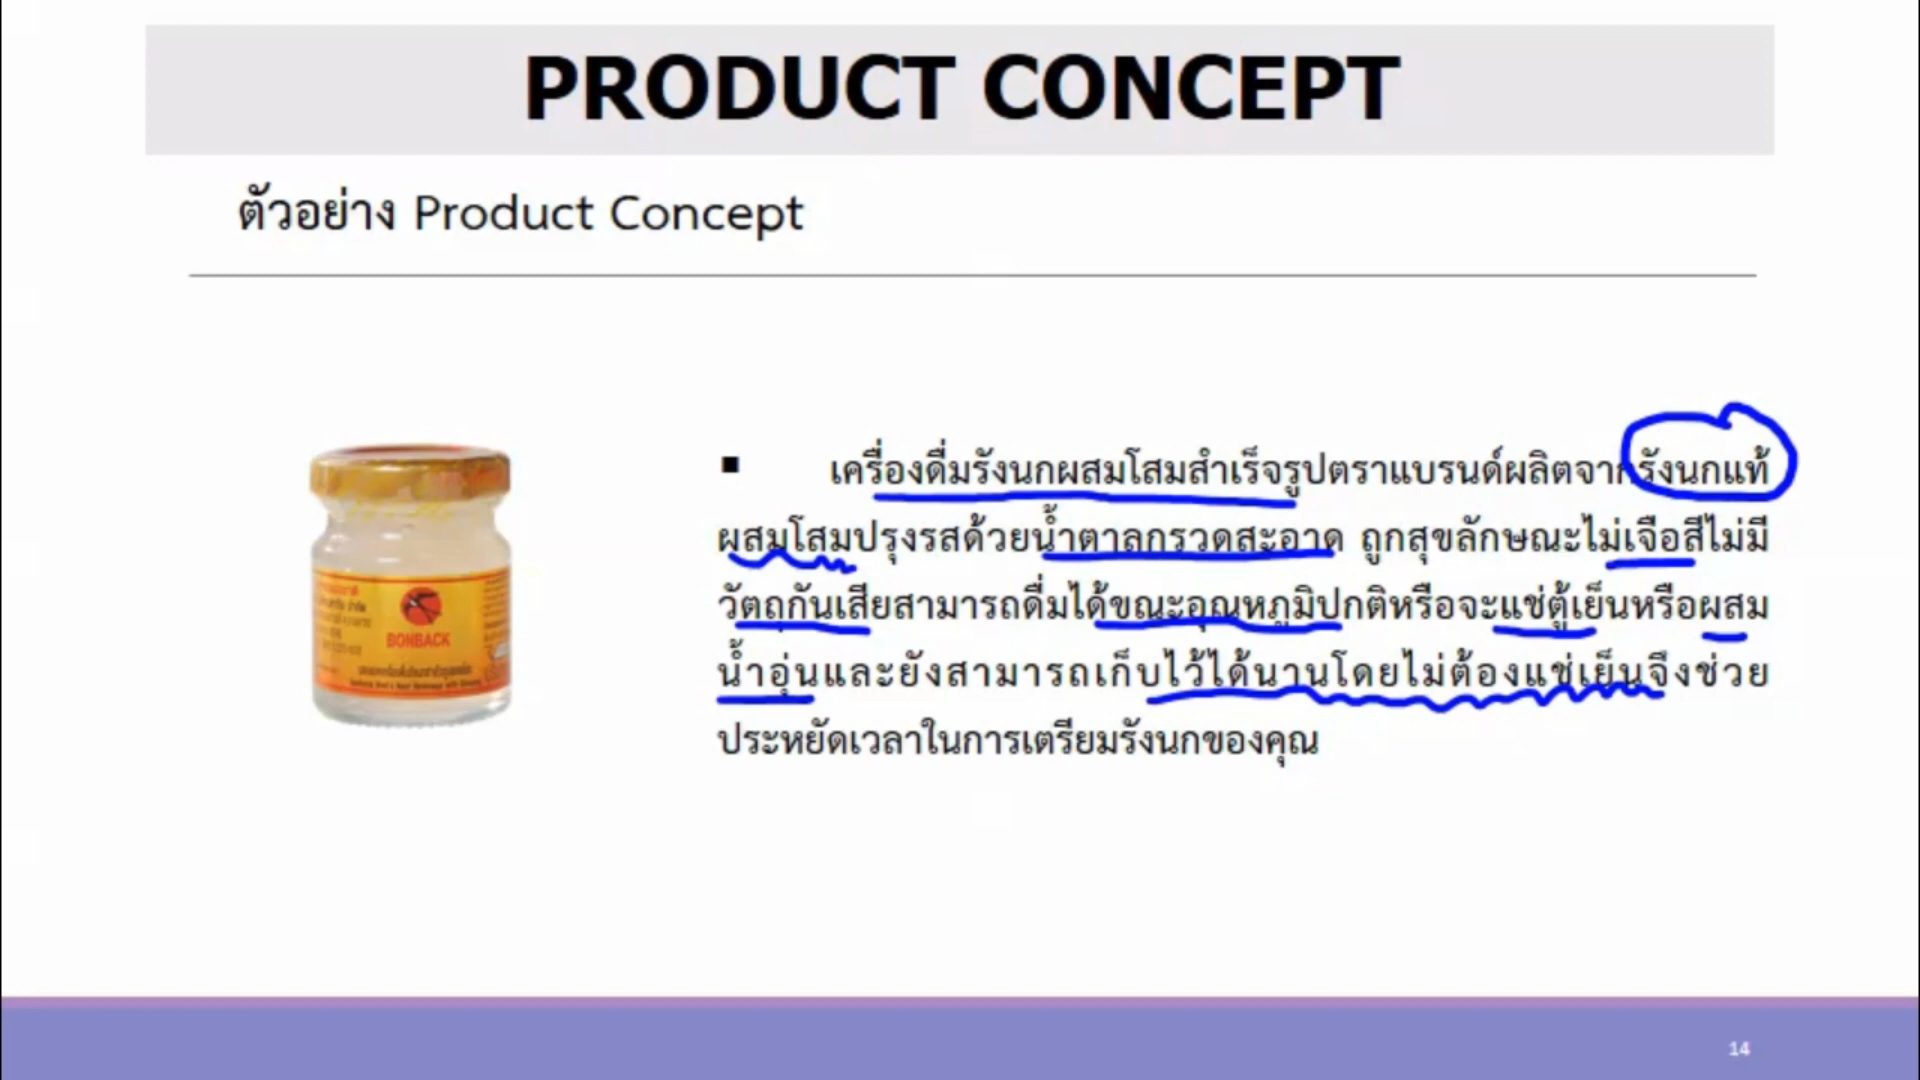 PRODUCT CONCEPT
ตัวอย่าง Product Concept
▪ เครื่องดื่มรังนกผสมโสมสำเร็จรูปตราแบรนด์ผลิตจากรังนกแท้
ผสมโสมปรุงรสด้วยน้ำตาลกรวดสะอาด ถูกสุขลักษณะไม่เจือสีไม่มี
วัตถุกันเสียสามารถดื่มได้ขณะอุณหภูมิปกติหรือจะแช่ตู้เย็นหรือผสม
น้ำอุ่นและยังสามารถเก็บไว้ได้นานโดยไม่ต้องแช่เย็นจึงช่วย
ประหยัดเวลาในการเตรียมรังนกของคุณ
BONBACK
14